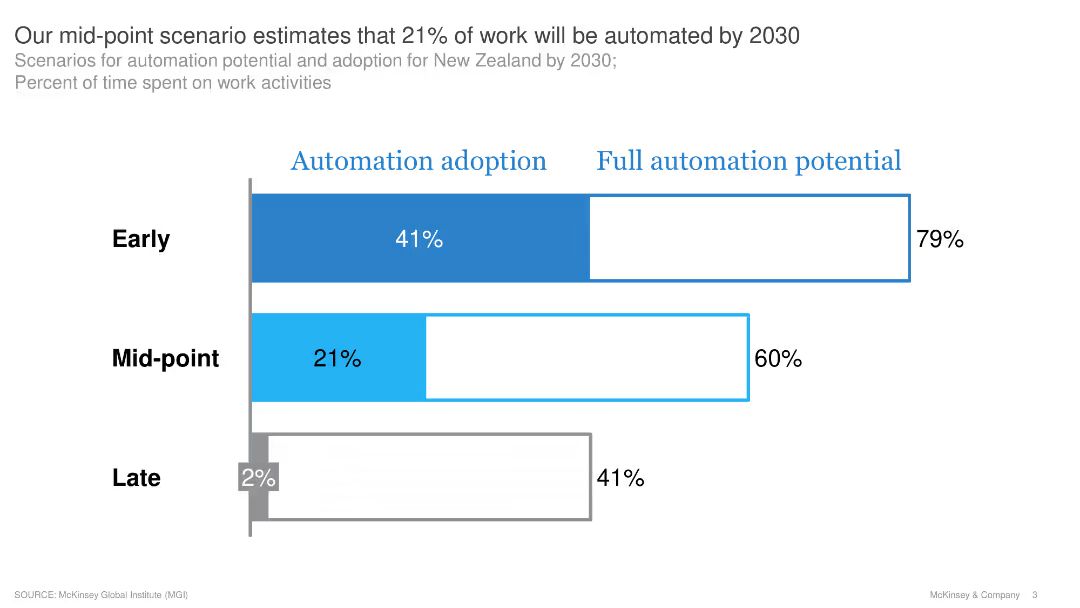 Our mid-point scenario estimates that 21% of work will be automated by 2030
Scenarios for automation potential and adoption for New Zealand by 2030;
Percent of time spent on work activities
Automation adoption
Full automation potential
Early
41%
79%
Mid-point
21%
60%
Late
2%
41%
SOURCE: McKinsey Global Institute (MGI)
McKinsey & Company 3